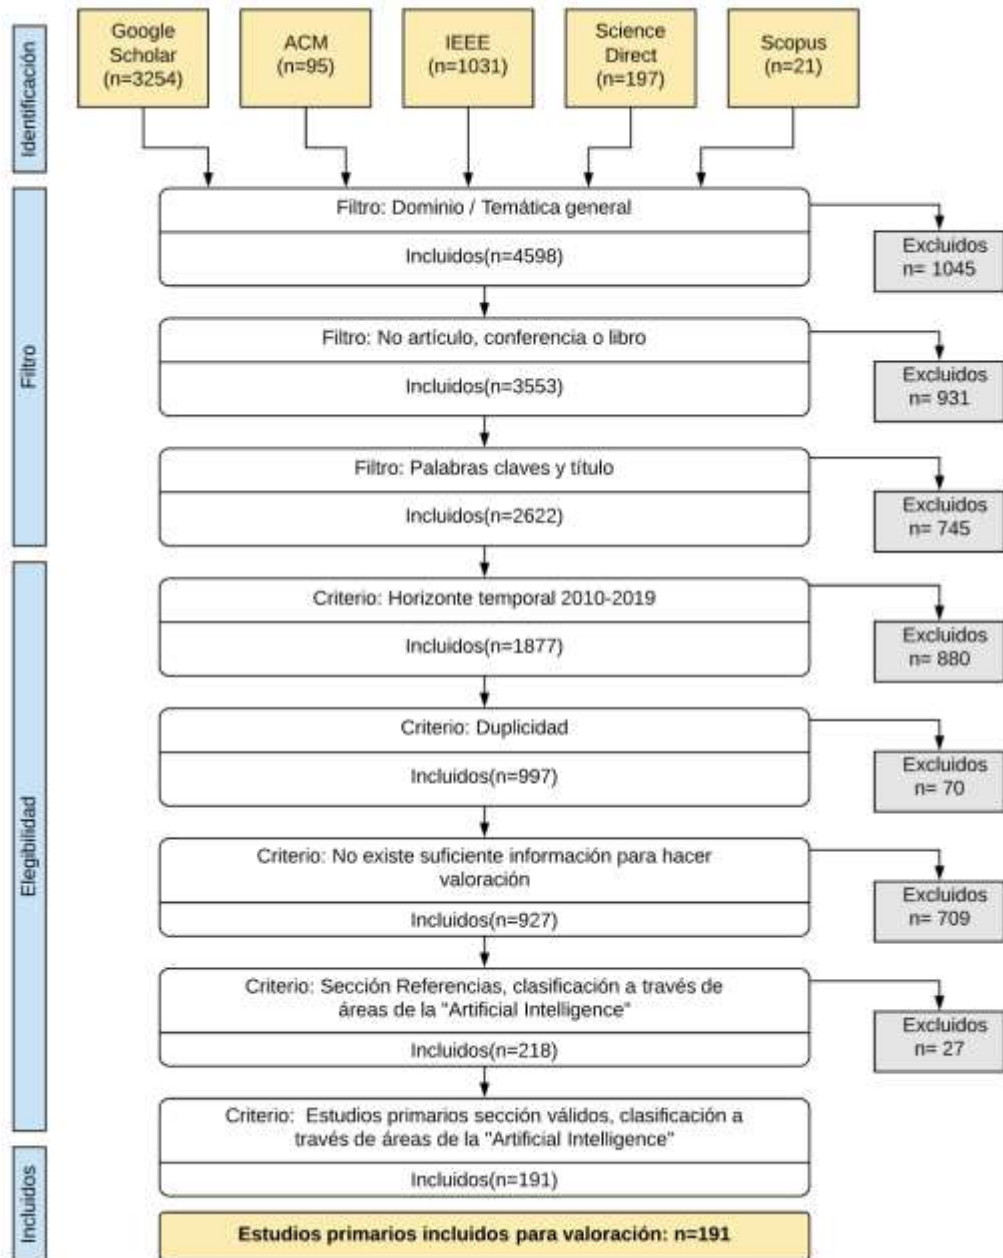 Identificación
Google
Scholar
(n=3254)
ACM
(n=95)
IEEE
(n=1031)
Science
Direct
(n=197)
Scopus
(n=21)
Filtro
Filtro: Dominio / Temática general
Incluidos(n=4598)
Excluidos
n= 1045
Filtro: No artículo, conferencia o libro
Incluidos(n=3553)
Excluidos
n= 931
Filtro: Palabras claves y título
Incluidos(n=2622)
Excluidos
n= 745
Elegibilidad
Criterio: Horizonte temporal 2010-2019
Incluidos(n=1877)
Excluidos
n= 880
Criterio: Duplicidad
Incluidos(n=997)
Excluidos
n= 70
Criterio: No existe suficiente información para hacer
valoración
Incluidos(n=927)
Excluidos
n= 709
Criterio: Sección Referencias, clasificación a través de
áreas de la "Artificial Intelligence"
Incluidos(n=218)
Excluidos
n= 27
Criterio: Estudios primarios sección válidos, clasificación a
través de áreas de la "Artificial Intelligence"
Incluidos(n=191)
Incluidos
Estudios primarios incluidos para valoración: n=191